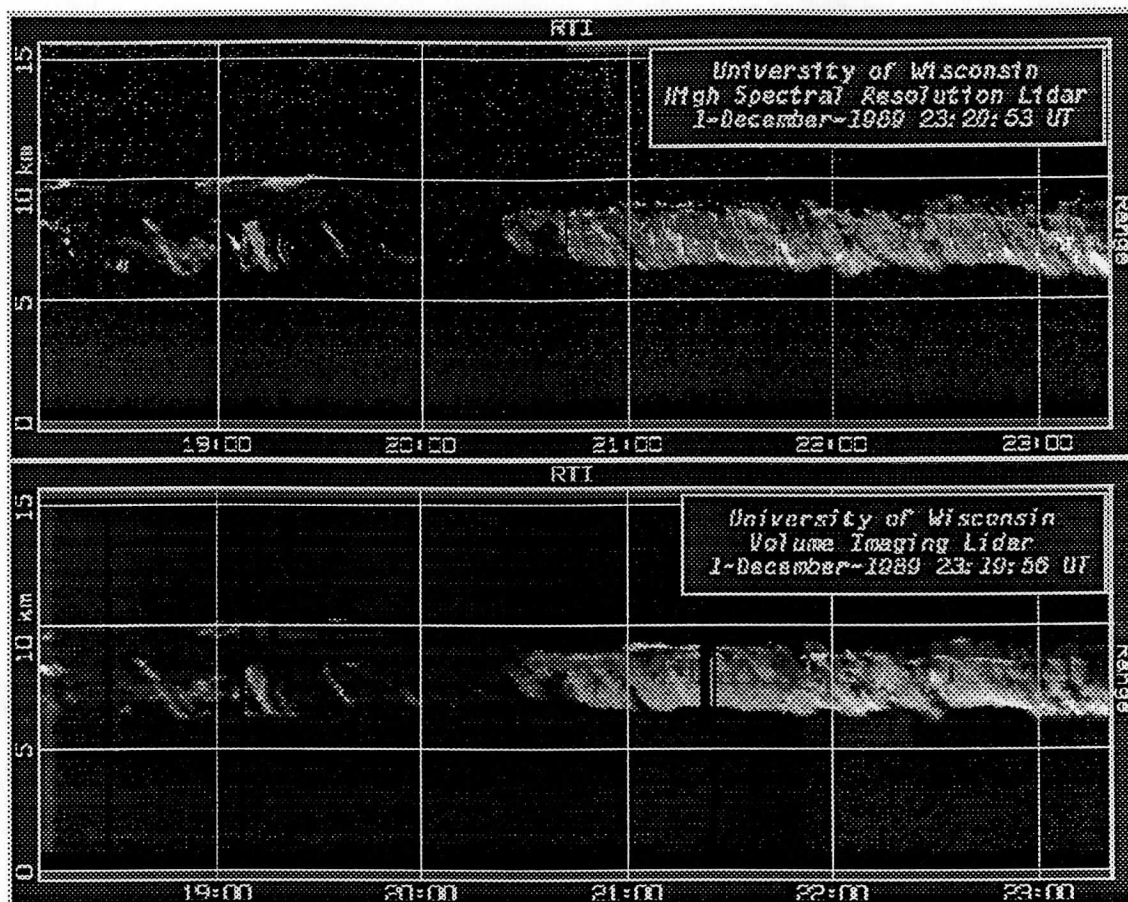 RTI
University of Wisconsin
High Spectral Resolution Lidar
1-December-1989 23:20:53 UT
15
10 km
5
0
Range
19:00 20:00 21:00 22:00 23:00
RTI
University of Wisconsin
Volume Imaging Lidar
1-December-1989 23:19:56 UT
15
10 km
5
0
Range
19:00 20:00 21:00 22:00 23:00